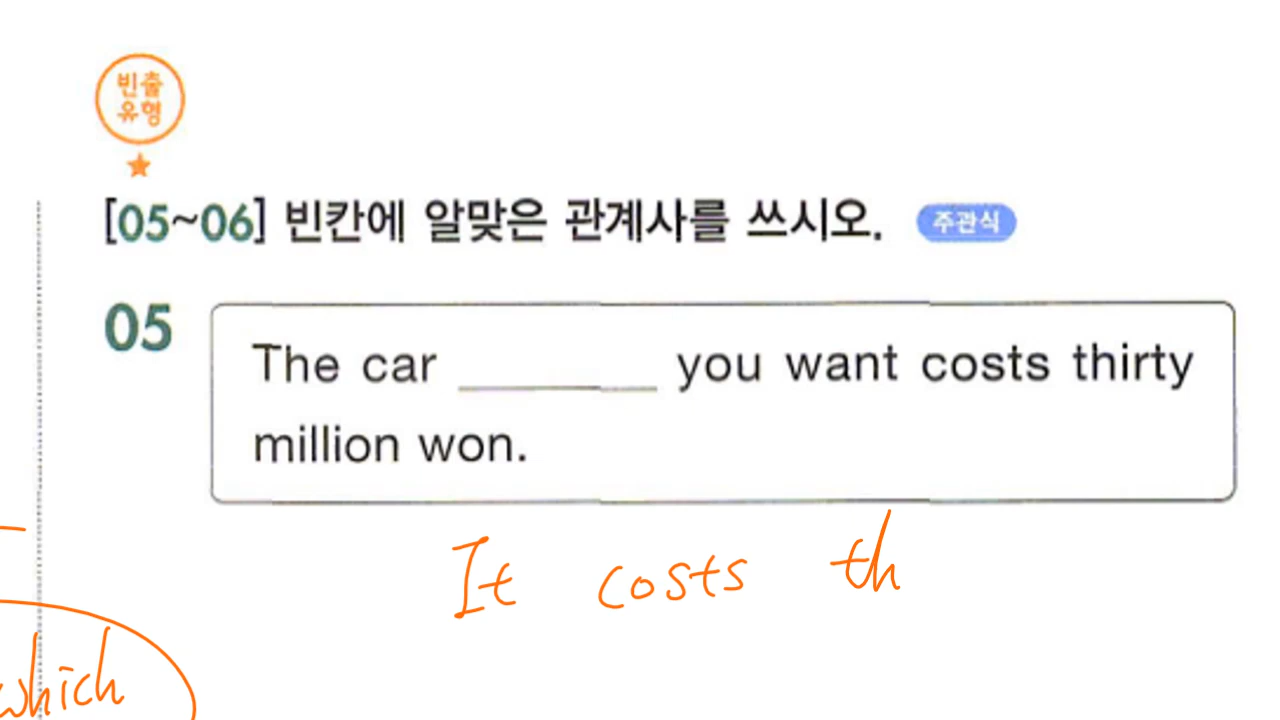 빈출
유형
[05~06] 빈칸에 알맞은 관계사를 쓰시오. 주관식
05
The car ________ you want costs thirty
million won.
It costs th
which